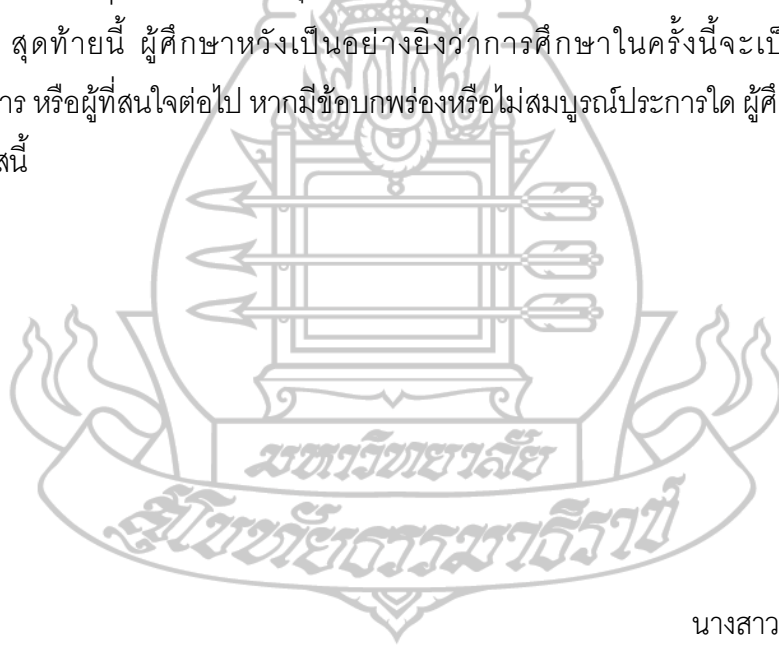 สุดท้ายนี้ ผู้ศึกษาหวังเป็นอย่างยิ่งว่าการศึกษาในครั้งนี้จะเป็
าร หรือผู้ที่สนใจต่อไป หากมีข้อบกพร่องหรือไม่สมบูรณ์ประการใด ผู้ศึ
สนี้
มหาวิทยาลัย
สุโขทัยธรรมาธิราช
นางสาว